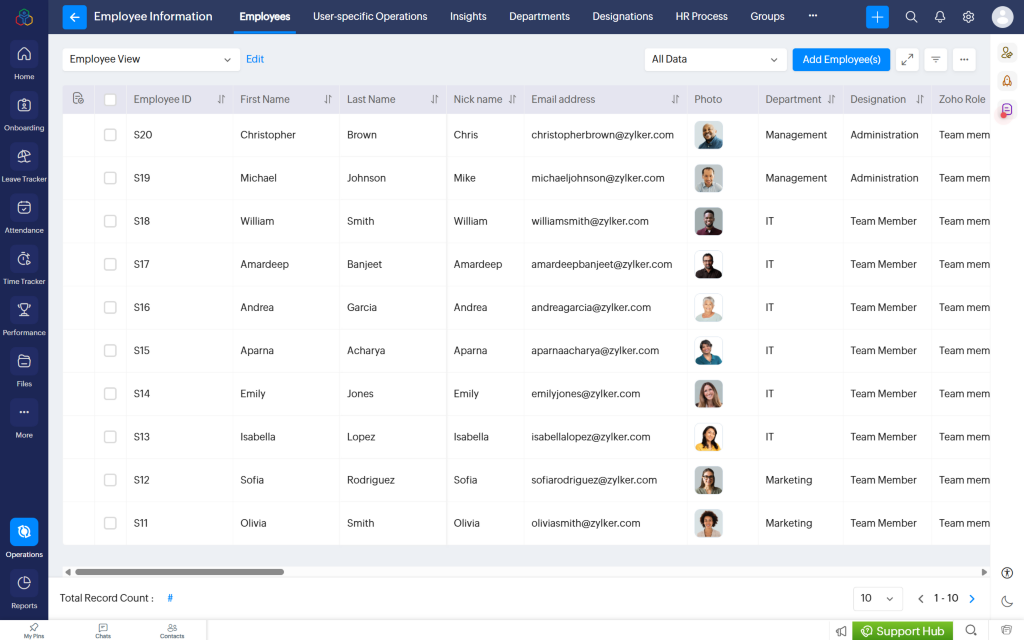 Employee Information
Employees
User-specific Operations
Insights
Departments
Designations
HR Process
Groups
Home
Onboarding
Leave Tracker
Attendance
Time Tracker
Performance
Files
More
Operations
Reports
Employee View
Edit
All Data
Add Employee(s)
Employee ID First Name Last Name Nick name Email address Photo Department Designation Zoho Role
S20 Christopher Brown Chris christopherbrown@zylker.com Management Administration Team mem
S19 Michael Johnson Mike michaeljohnson@zylker.com Management Administration Team mem
S18 William Smith William williamsmith@zylker.com IT Team Member Team mem
S17 Amardeep Banjeet Amardeep amardeepbanjeet@zylker.com IT Team Member Team mem
S16 Andrea Garcia Andrea andreagarcia@zylker.com IT Team Member Team mem
S15 Aparna Acharya Aparna aparnaacharya@zylker.com IT Team Member Team mem
S14 Emily Jones Emily emilyjones@zylker.com IT Team Member Team mem
S13 Isabella Lopez Isabella isabellalopez@zylker.com IT Team Member Team mem
S12 Sofia Rodriguez Sofia sofiarodriguez@zylker.com Marketing Team Member Team mem
S11 Olivia Smith Olivia oliviasmith@zylker.com Marketing Team Member Team mem
Total Record Count : #
10
1 - 10
My Pins
Chats
Contacts
Support Hub